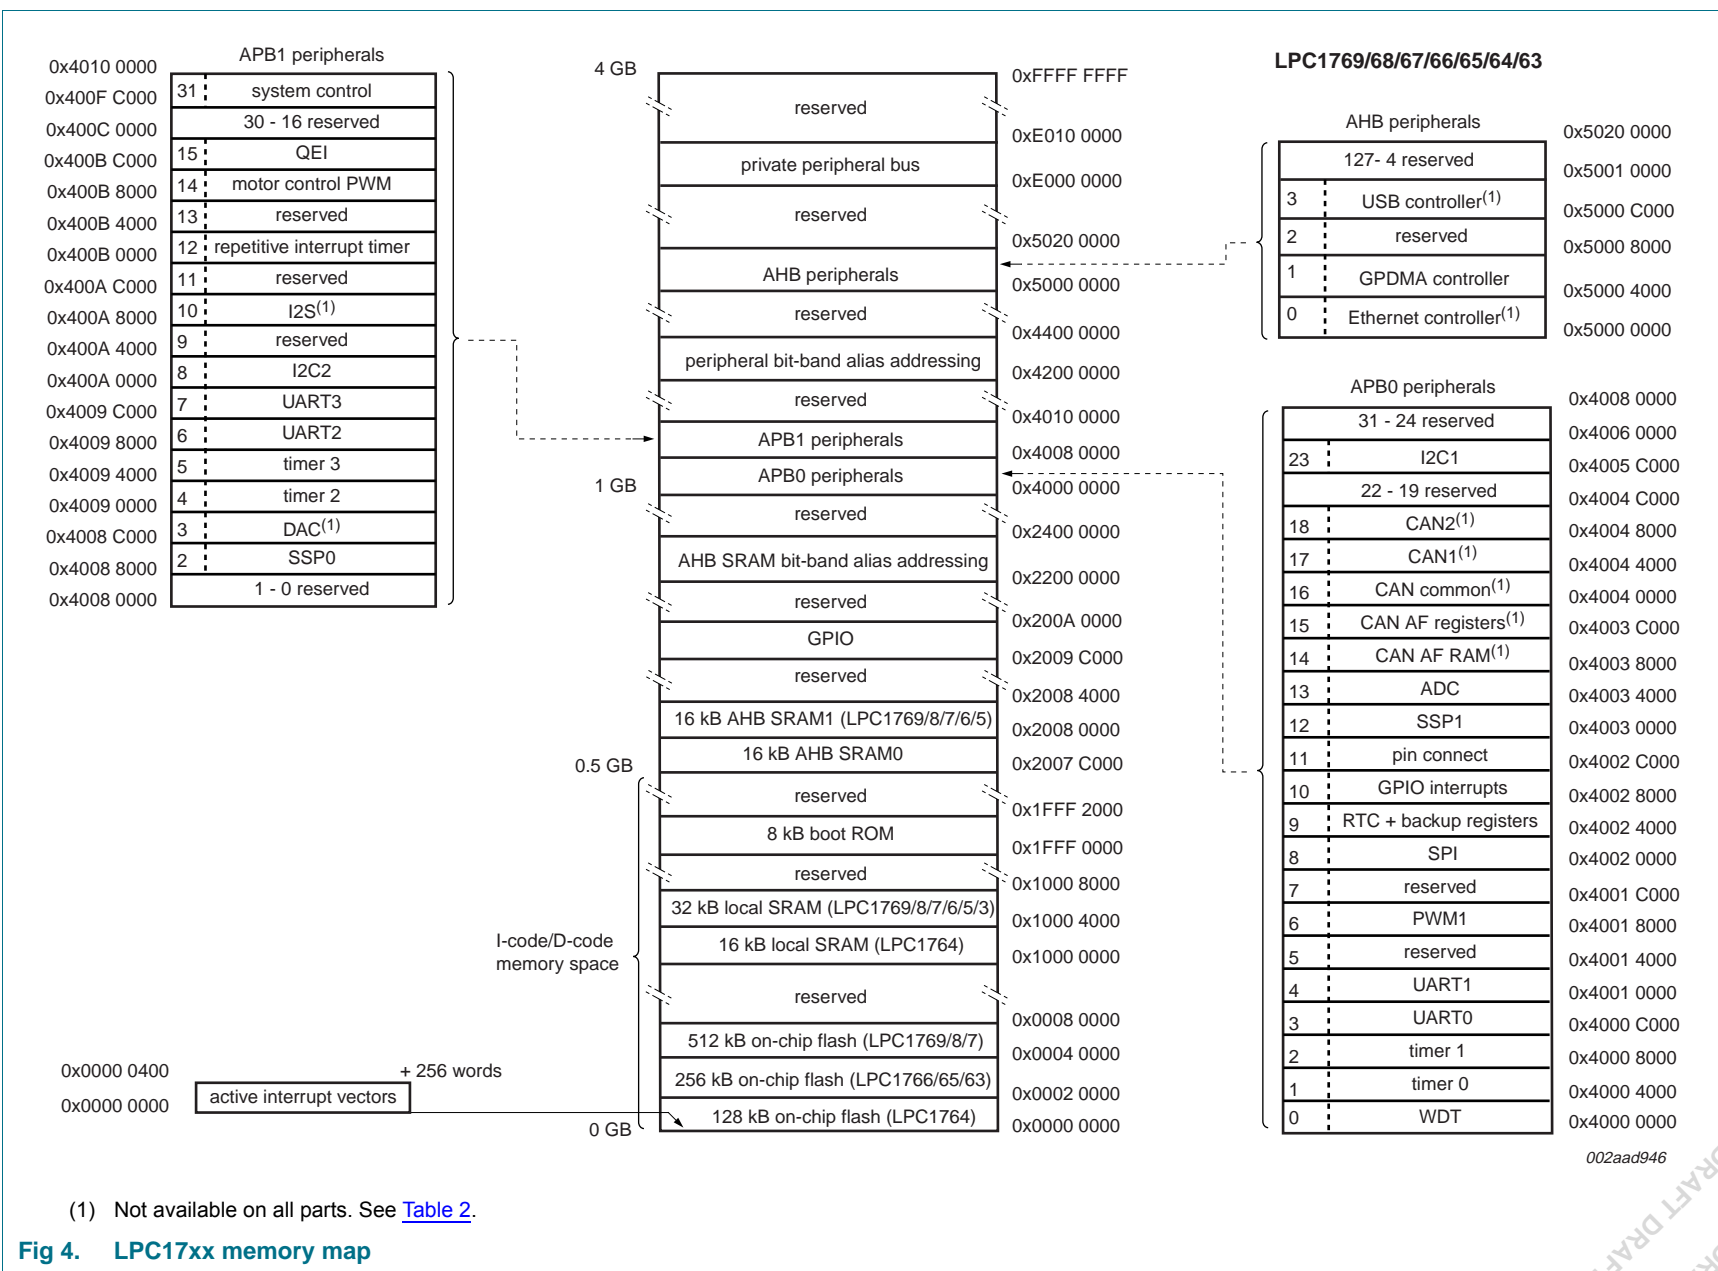 LPC1769/68/67/66/65/64/63
APB1 peripherals
0x4010 0000
31 system control
0x400F C000
30 - 16 reserved
0x400C 0000
15 QEI
0x400B C000
14 motor control PWM
0x400B 8000
13 reserved
0x400B 4000
12 repetitive interrupt timer
0x400B 0000
11 reserved
0x400A C000
10 I2S(1)
0x400A 8000
9 reserved
0x400A 4000
8 I2C2
0x400A 0000
7 UART3
0x4009 C000
6 UART2
0x4009 8000
5 timer 3
0x4009 4000
4 timer 2
0x4009 0000
3 DAC(1)
0x4008 C000
2 SSP0
0x4008 8000
1 - 0 reserved
0x4008 0000
0x0000 0400
+ 256 words
active interrupt vectors
0x0000 0000
4 GB
0xFFFF FFFF
reserved
0xE010 0000
private peripheral bus
0xE000 0000
reserved
0x5020 0000
AHB peripherals
0x5000 0000
reserved
0x4400 0000
peripheral bit-band alias addressing
0x4200 0000
reserved
0x4010 0000
APB1 peripherals
0x4008 0000
APB0 peripherals
1 GB
0x4000 0000
reserved
0x2400 0000
AHB SRAM bit-band alias addressing
0x2200 0000
reserved
0x200A 0000
GPIO
0x2009 C000
reserved
0x2008 4000
16 kB AHB SRAM1 (LPC1769/8/7/6/5)
0x2008 0000
16 kB AHB SRAM0
0x2007 C000
0.5 GB
reserved
0x1FFF 2000
8 kB boot ROM
0x1FFF 0000
reserved
0x1000 8000
32 kB local SRAM (LPC1769/8/7/6/5/3)
0x1000 4000
16 kB local SRAM (LPC1764)
0x1000 0000
I-code/D-code
memory space
reserved
0x0008 0000
512 kB on-chip flash (LPC1769/8/7)
0x0004 0000
256 kB on-chip flash (LPC1766/65/63)
0x0002 0000
128 kB on-chip flash (LPC1764)
0 GB
0x0000 0000
AHB peripherals
0x5020 0000
127- 4 reserved
0x5001 0000
3 USB controller(1)
0x5000 C000
2 reserved
0x5000 8000
1 GPDMA controller
0x5000 4000
0 Ethernet controller(1)
0x5000 0000
APB0 peripherals
0x4008 0000
31 - 24 reserved
0x4006 0000
23 I2C1
0x4005 C000
22 - 19 reserved
0x4004 C000
18 CAN2(1)
0x4004 8000
17 CAN1(1)
0x4004 4000
16 CAN common(1)
0x4004 0000
15 CAN AF registers(1)
0x4003 C000
14 CAN AF RAM(1)
0x4003 8000
13 ADC
0x4003 4000
12 SSP1
0x4003 0000
11 pin connect
0x4002 C000
10 GPIO interrupts
0x4002 8000
9 RTC + backup registers
0x4002 4000
8 SPI
0x4002 0000
7 reserved
0x4001 C000
6 PWM1
0x4001 8000
5 reserved
0x4001 4000
4 UART1
0x4001 0000
3 UART0
0x4000 C000
2 timer 1
0x4000 8000
1 timer 0
0x4000 4000
0 WDT
0x4000 0000
002aad946
(1) Not available on all parts. See Table 2.
Fig 4. LPC17xx memory map
DRAFT